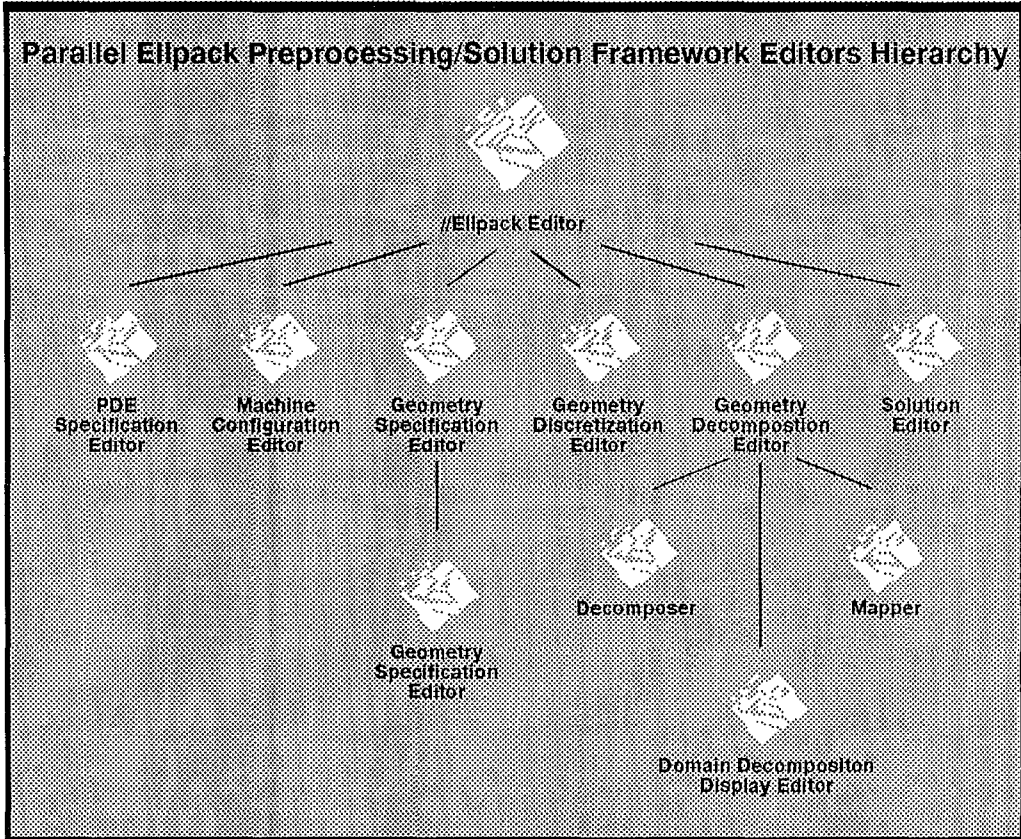 Parallel Ellpack Preprocessing/Solution Framework Editors Hierarchy
//Ellpack Editor
PDE
Specification
Editor
Machine
Configuration
Editor
Geometry
Specification
Editor
Geometry
Discretization
Editor
Geometry
Decompostion
Editor
Solution
Editor
Decomposer
Mapper
Geometry
Specification
Editor
Domain Decompositon
Display Editor